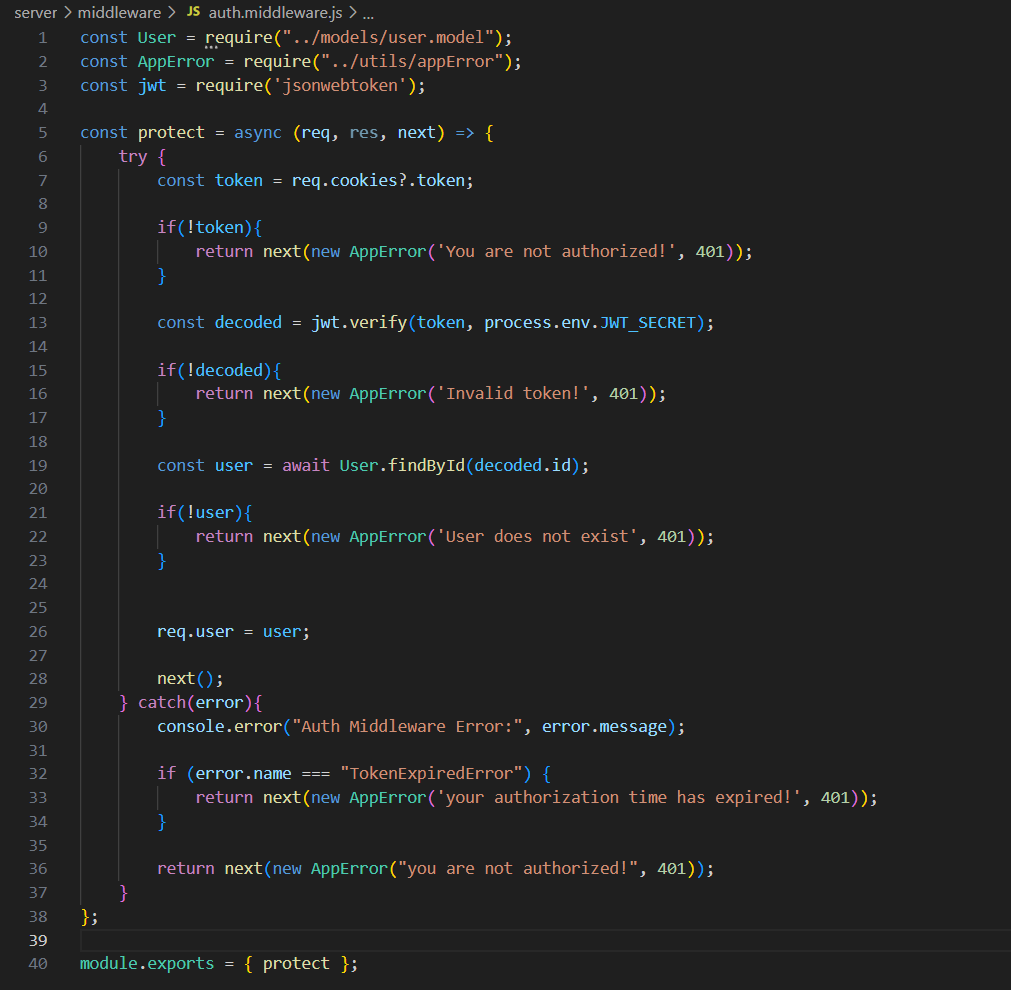 server > middleware > JS auth.middleware.js > ...
1 const User = require("../models/user.model");
2 const AppError = require("../utils/appError");
3 const jwt = require('jsonwebtoken');
4
5 const protect = async (req, res, next) => {
6     try {
7         const token = req.cookies?.token;
8
9         if(!token){
10             return next(new AppError('You are not authorized!', 401));
11         }
12
13         const decoded = jwt.verify(token, process.env.JWT_SECRET);
14
15         if(!decoded){
16             return next(new AppError('Invalid token!', 401));
17         }
18
19         const user = await User.findById(decoded.id);
20
21         if(!user){
22             return next(new AppError('User does not exist', 401));
23         }
24
25
26         req.user = user;
27
28         next();
29     } catch(error){
30         console.error("Auth Middleware Error:", error.message);
31
32         if (error.name === "TokenExpiredError") {
33             return next(new AppError('your authorization time has expired!', 401));
34         }
35
36         return next(new AppError("you are not authorized!", 401));
37     }
38 };
39
40 module.exports = { protect };